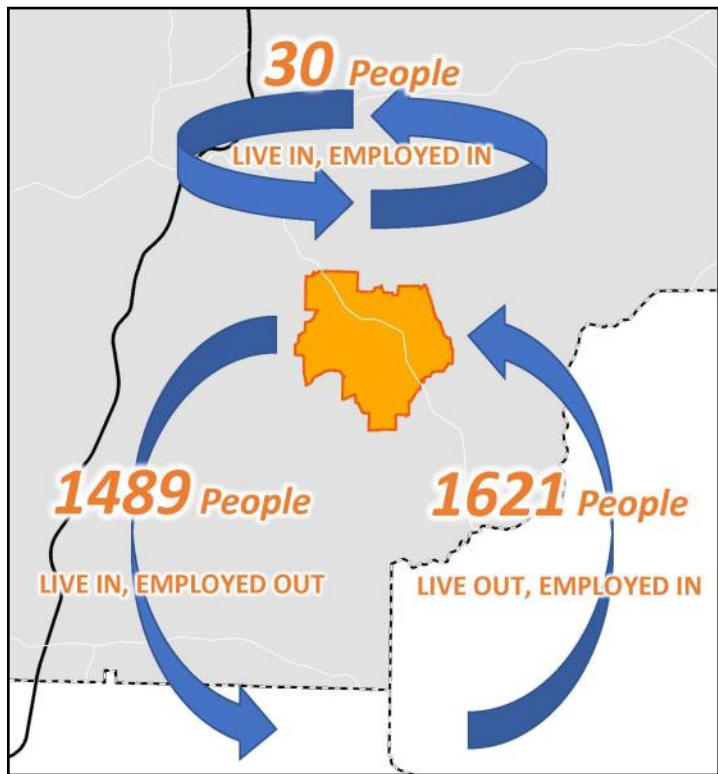 30 People
LIVE IN, EMPLOYED IN
1489 People
1621 People
LIVE IN, EMPLOYED OUT
LIVE OUT, EMPLOYED IN